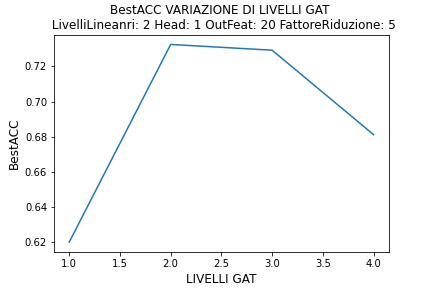 BestACC VARIAZIONE DI LIVELLI GAT
LivelliLineanri: 2 Head: 1 OutFeat: 20 FattoreRiduzione: 5
BestACC
0.72
0.70
0.68
0.66
0.64
0.62
1.0 1.5 2.0 2.5 3.0 3.5 4.0
LIVELLI GAT